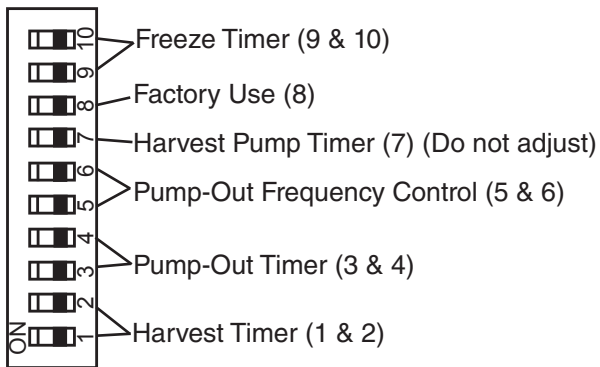 10
Freeze Timer (9 & 10)
9
8
Factory Use (8)
7
Harvest Pump Timer (7) (Do not adjust)
6
Pump-Out Frequency Control (5 & 6)
5
4
Pump-Out Timer (3 & 4)
3
2
Harvest Timer (1 & 2)
1
ON